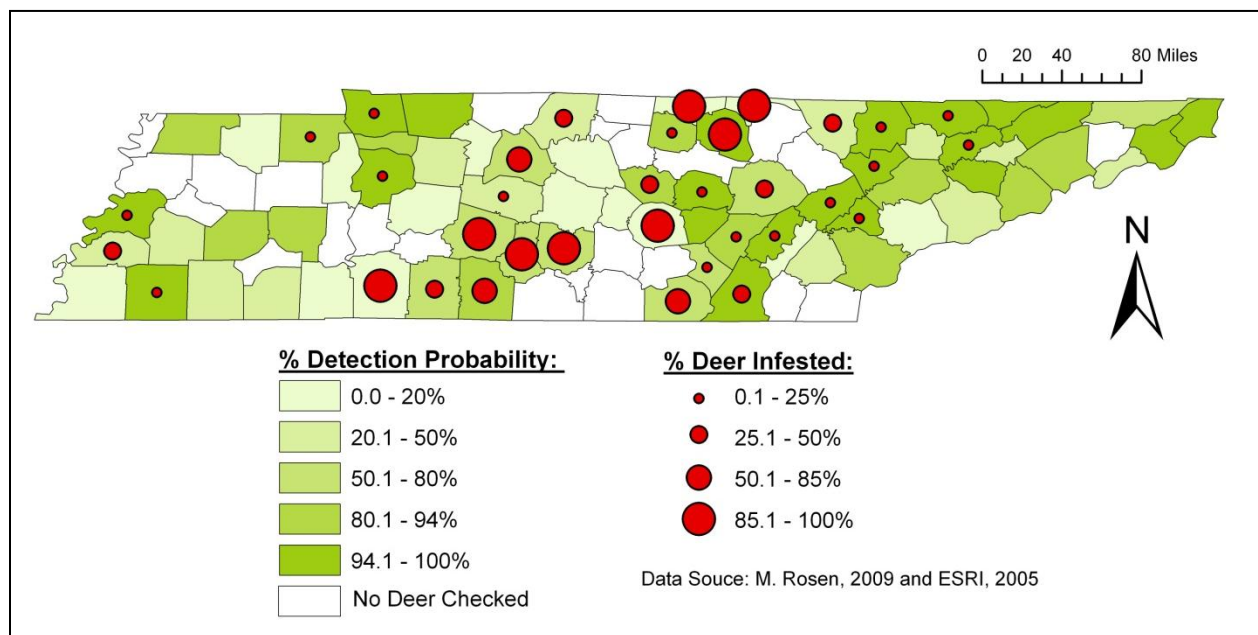 0 20 40 80 Miles
N
% Detection Probability:
0.0 - 20%
20.1 - 50%
50.1 - 80%
80.1 - 94%
94.1 - 100%
No Deer Checked
% Deer Infested:
0.1 - 25%
25.1 - 50%
50.1 - 85%
85.1 - 100%
Data Souce: M. Rosen, 2009 and ESRI, 2005